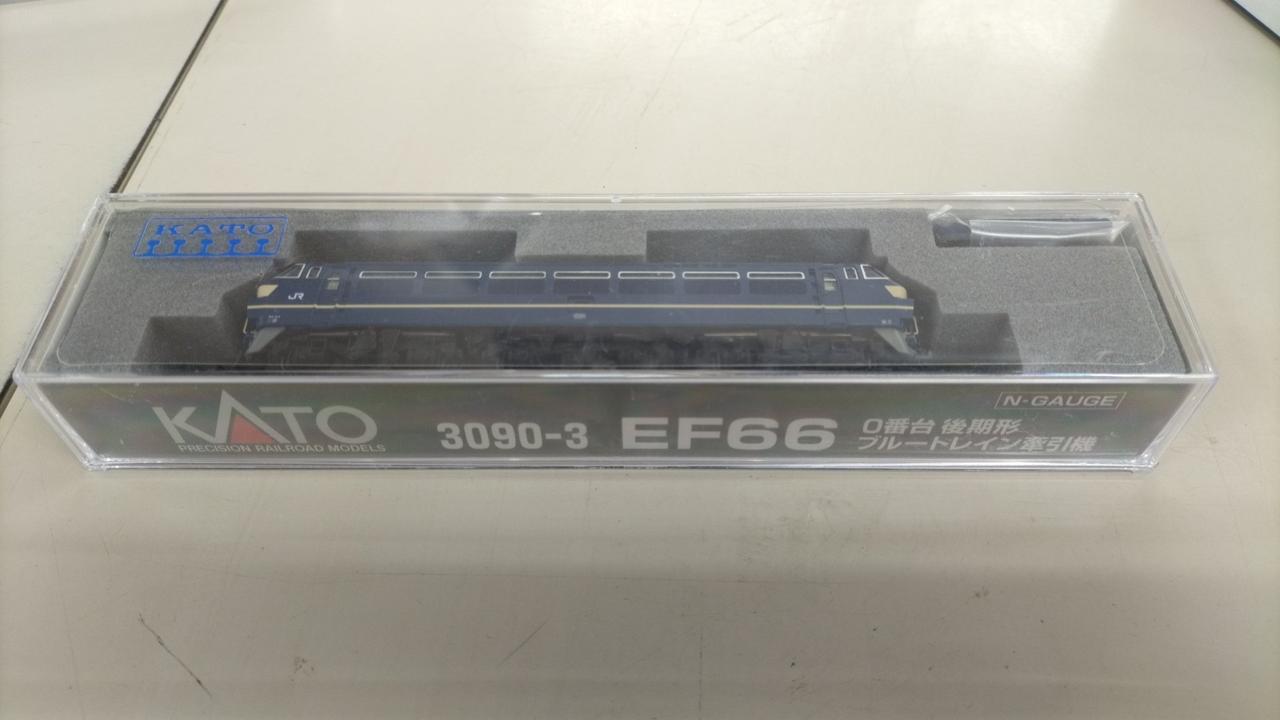 KATO
JR
N-GAUGE
KATO
PRECISION RAILROAD MODELS
3090-3 EF66 0番台 後期形
ブルートレイン牽引機